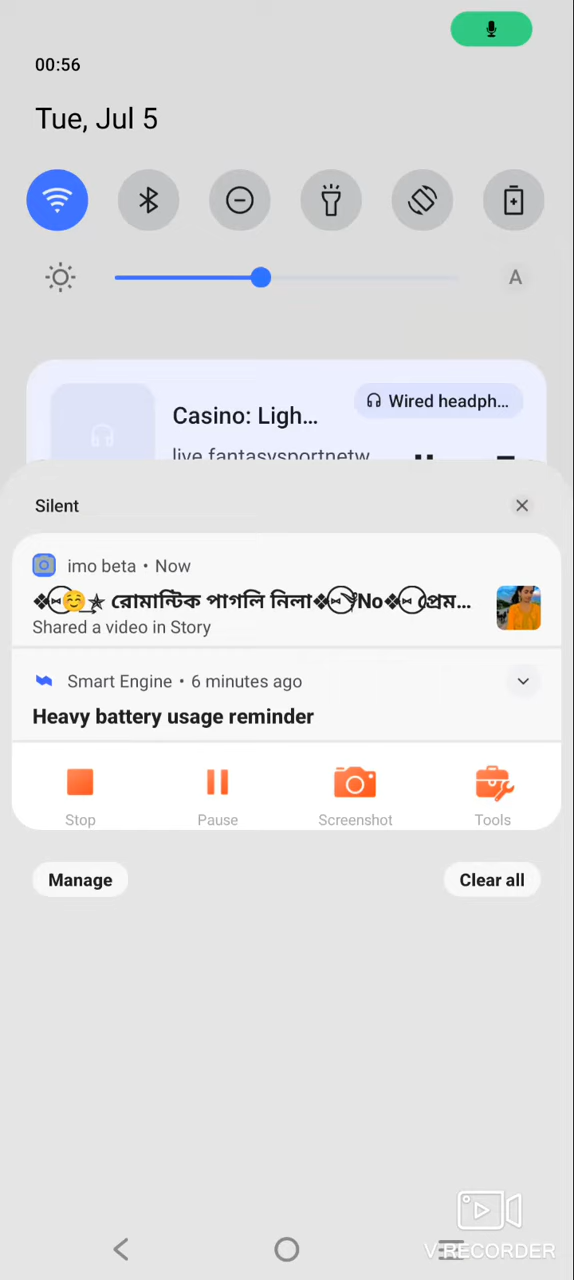 00:56
Tue, Jul 5
A
Casino: Ligh...
Wired headph...
live.fantasysportnetw
Silent
imo beta • Now
রোমান্টিক পাগলি নিলা No প্রেম...
Shared a video in Story
Smart Engine • 6 minutes ago
Heavy battery usage reminder
Stop
Pause
Screenshot
Tools
Manage
Clear all
V RECORDER